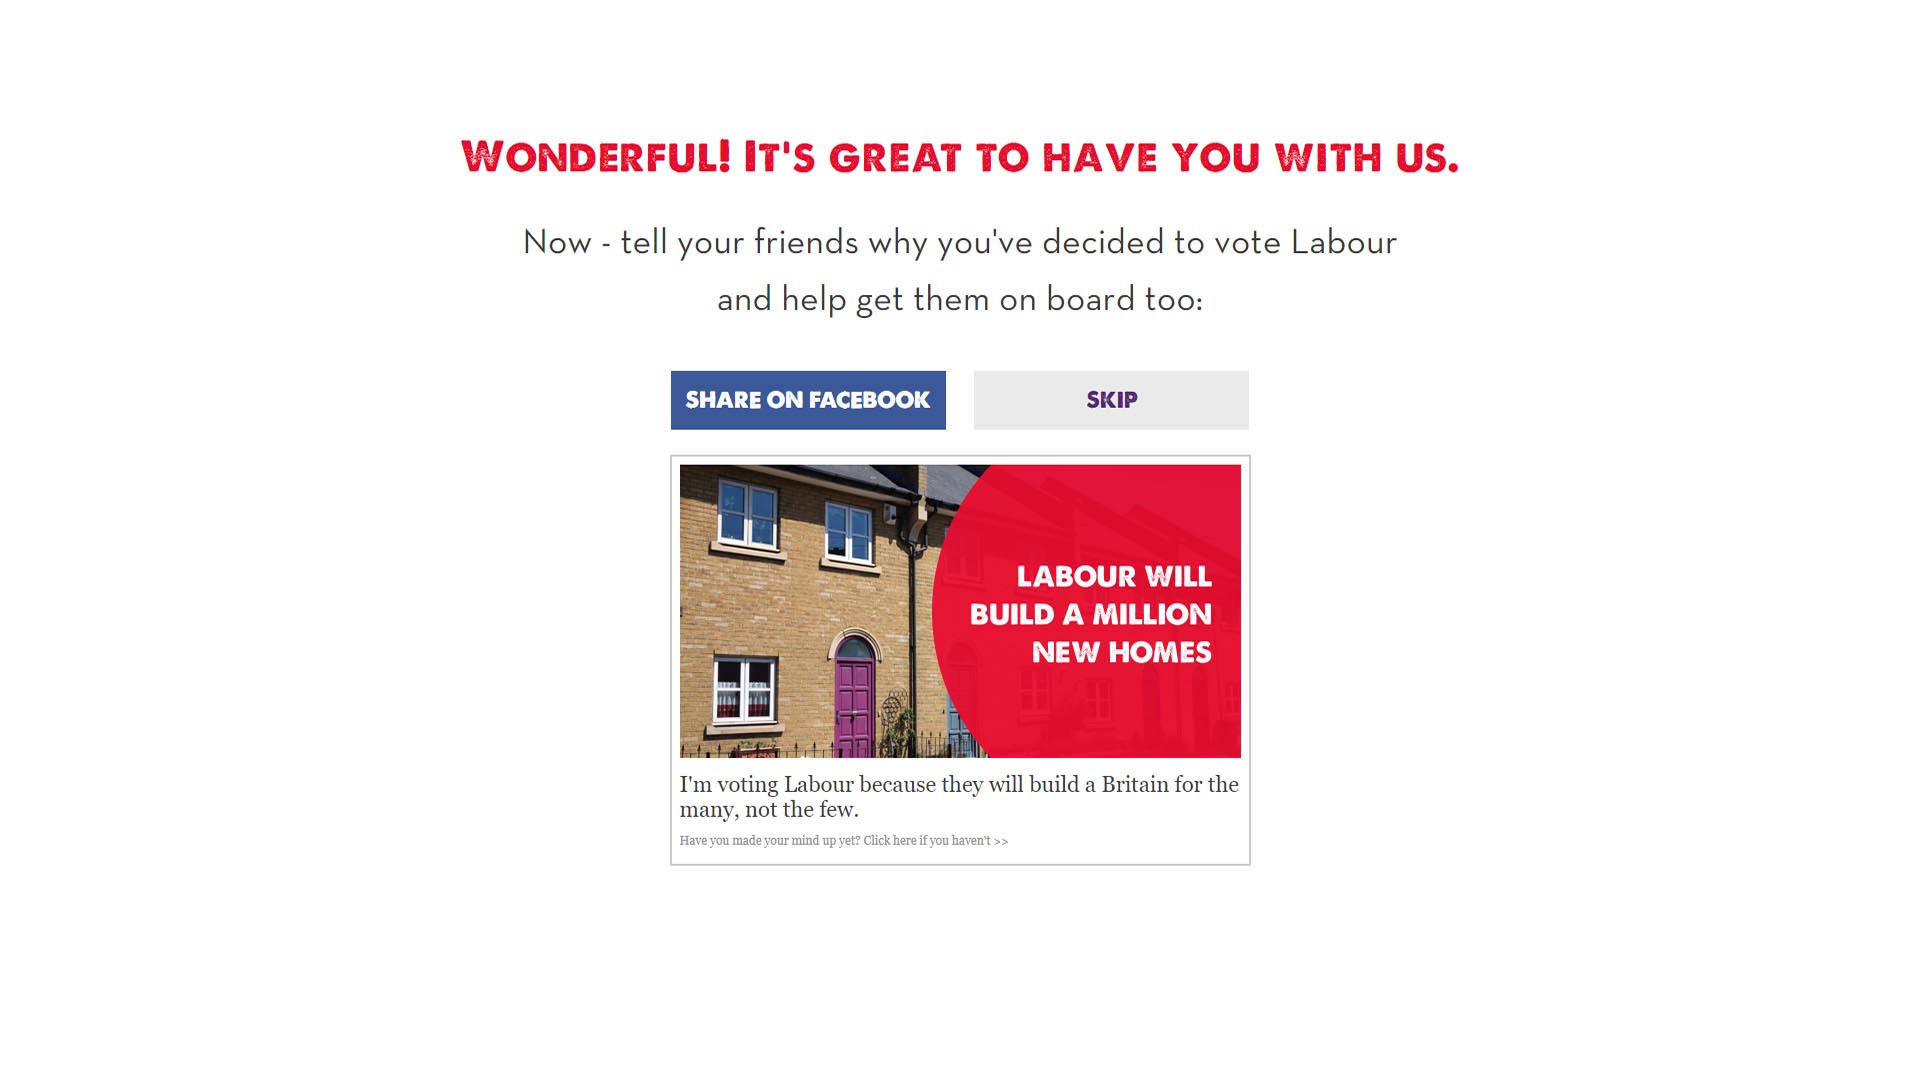 Wonderful! It's great to have you with us.
Now - tell your friends why you've decided to vote Labour
and help get them on board too:
SHARE ON FACEBOOK
SKIP
LABOUR WILL
BUILD A MILLION
NEW HOMES
I'm voting Labour because they will build a Britain for the
many, not the few.
Have you made your mind up yet? Click here if you haven't >>